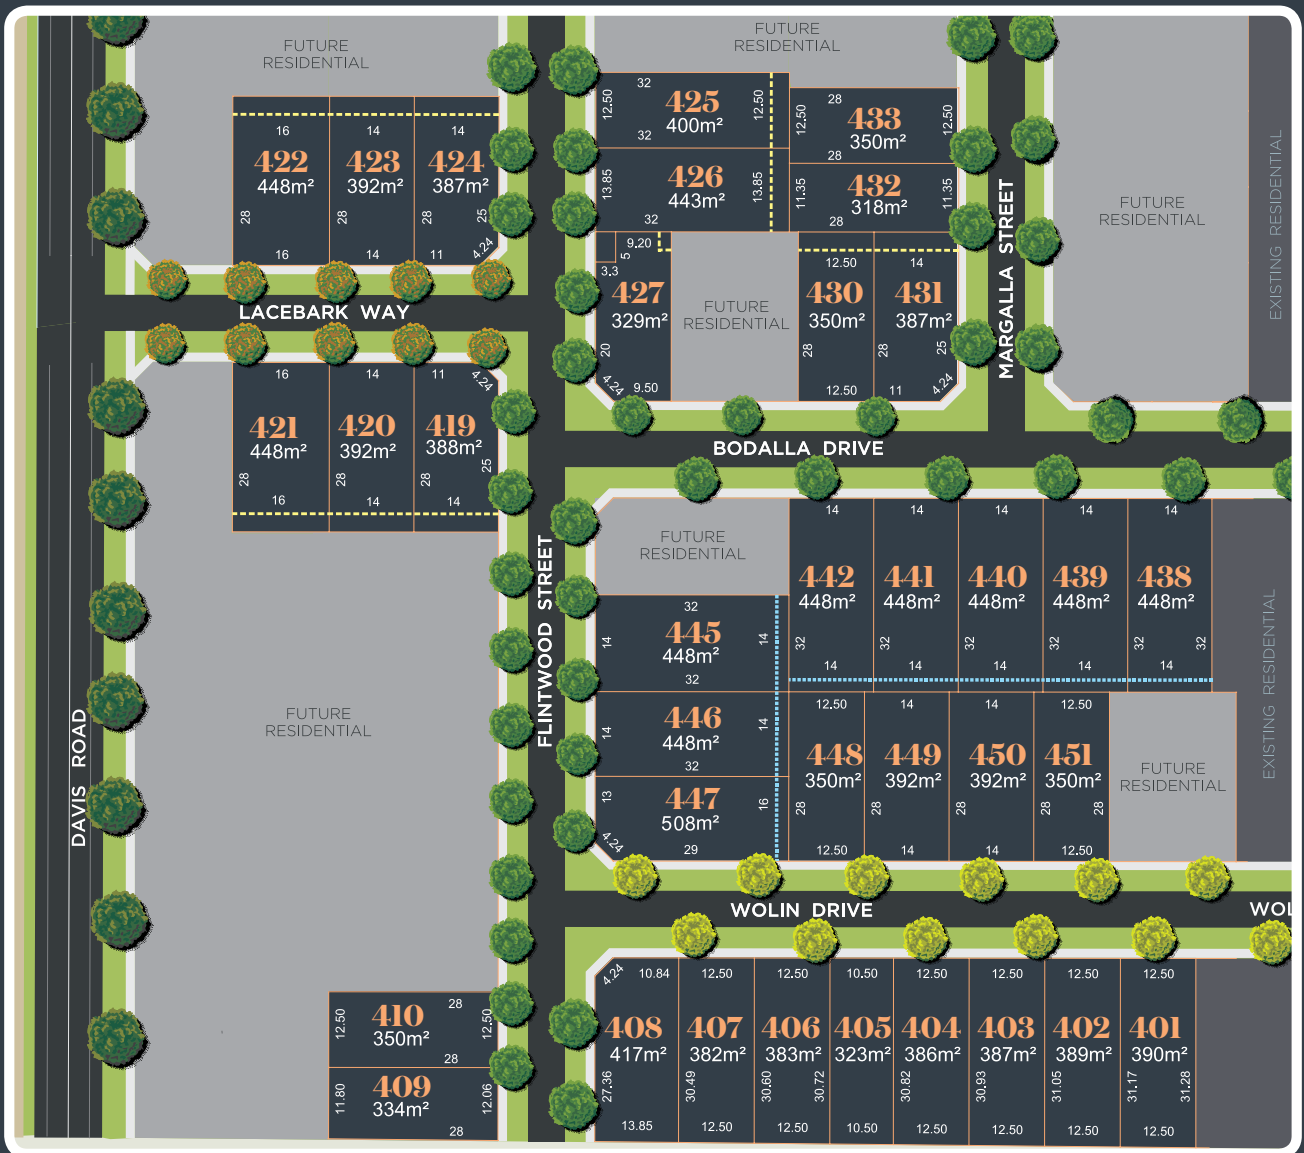 FUTURE
RESIDENTIAL
16
14
14
422
448m²
423
392m²
424
387m²
28
28
28
25
16
14
11
4.24
LACEBARK WAY
16
14
11
4.24
421
448m²
420
392m²
419
388m²
28
28
28
25
16
14
14
FUTURE
RESIDENTIAL
DAVIS ROAD
FLINTWOOD STREET
28
12.50
410
350m²
12.50
28
11.80
409
334m²
12.06
28
FUTURE
RESIDENTIAL
32
12.50
425
400m²
12.50
32
13.85
426
443m²
13.85
32
28
12.50
433
350m²
12.50
28
11.35
432
318m²
11.35
28
9.20
5
3.3
427
329m²
20
4.24
9.50
FUTURE
RESIDENTIAL
12.50
430
350m²
28
12.50
14
431
387m²
28
25
11
4.24
MARGALLA STREET
FUTURE
RESIDENTIAL
EXISTING RESIDENTIAL
BODALLA DRIVE
FUTURE
RESIDENTIAL
14
14
14
14
14
442
448m²
441
448m²
440
448m²
439
448m²
438
448m²
32
32
32
32
32
32
14
14
14
14
14
EXISTING RESIDENTIAL
32
14
445
448m²
14
32
14
446
448m²
14
32
13
447
508m²
16
4.24
29
12.50
14
14
12.50
448
350m²
449
392m²
450
392m²
451
350m²
28
28
28
28
28
12.50
14
14
12.50
FUTURE
RESIDENTIAL
WOLIN DRIVE
WOL
4.24
10.84
12.50
12.50
10.50
12.50
12.50
12.50
12.50
408
417m²
407
382m²
406
383m²
405
323m²
404
386m²
403
387m²
402
389m²
401
390m²
27.36
30.49
30.60
30.72
30.82
30.93
31.05
31.17
31.28
13.85
12.50
12.50
10.50
12.50
12.50
12.50
12.50